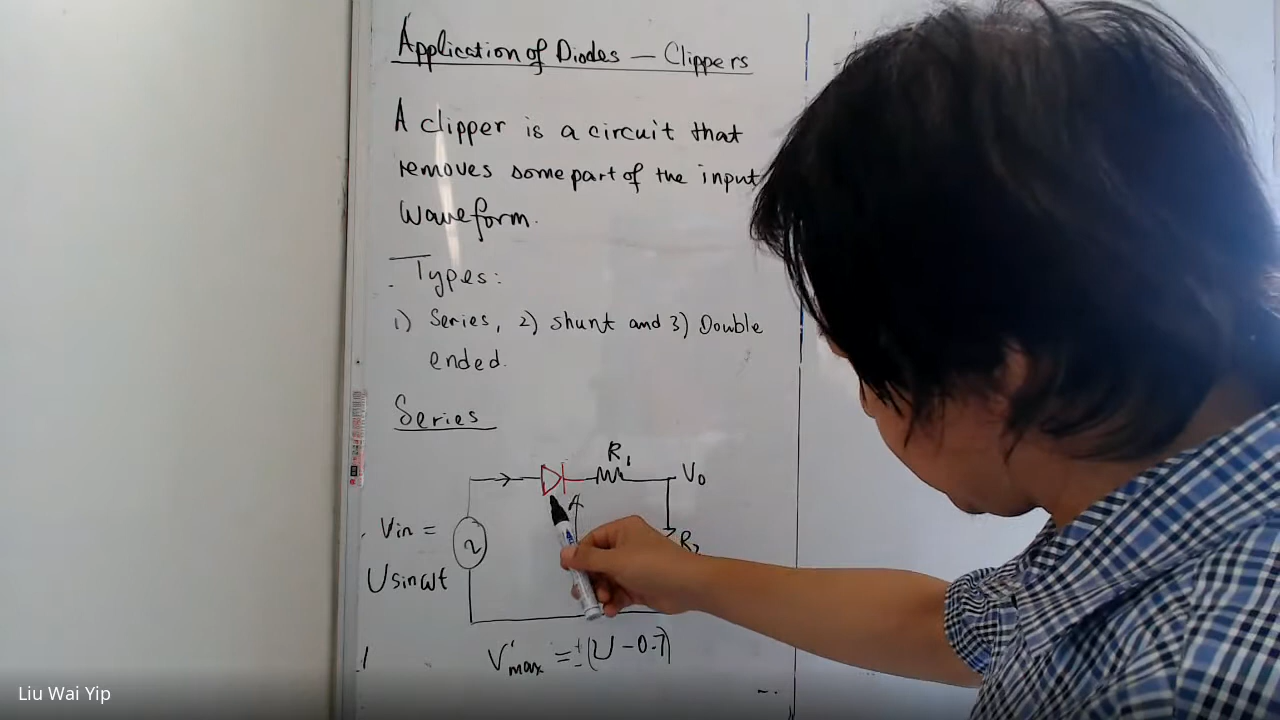 Application of Diodes — Clippers
A clipper is a circuit that
removes some part of the input
waveform.
Types:
1) Series, 2) shunt and 3) Double
ended.
Series
R1
V0
Vin =
Usinωt
R2
V'max = ±(U - 0.7)
Liu Wai Yip